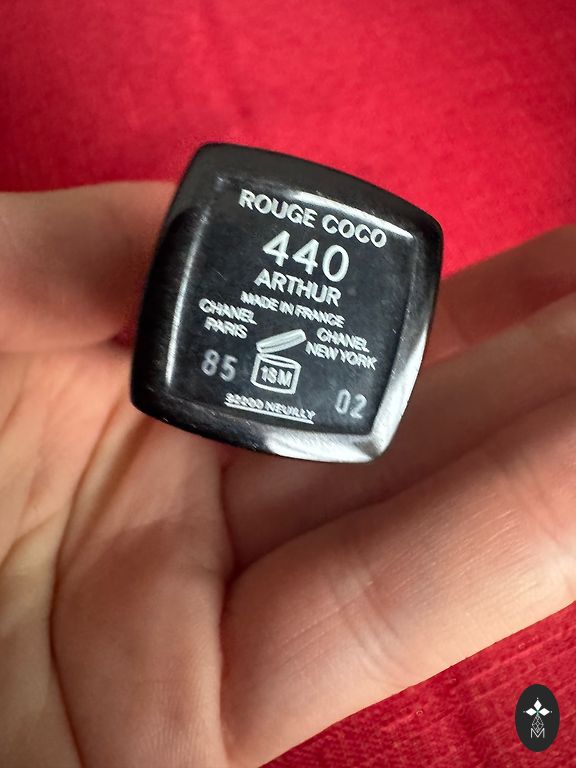 ROUGE COCO
440
ARTHUR
MADE IN FRANCE
CHANEL
PARIS
CHANEL
NEW YORK
85
18M
02
92200 NEUILLY
M